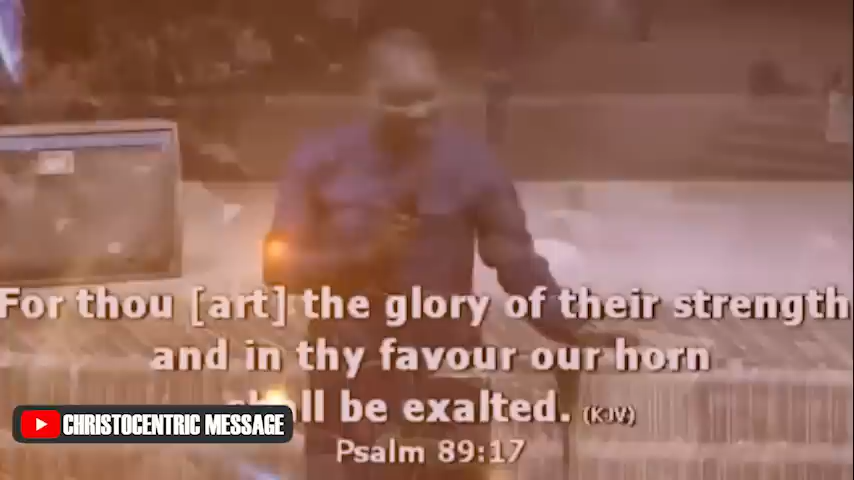 For thou [art] the glory of their strength
and in thy favour our horn
shall be exalted. (KJV)
CHRISTOCENTRIC MESSAGE
Psalm 89:17